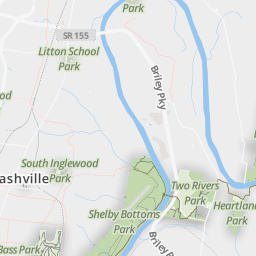 Park
SR 155
Litton School
Park
Briley Pky
South Inglewood
Park
ashville
Two Rivers
Park
Heartland
Park
Shelby Bottoms
Park
Briley P
Bass Park